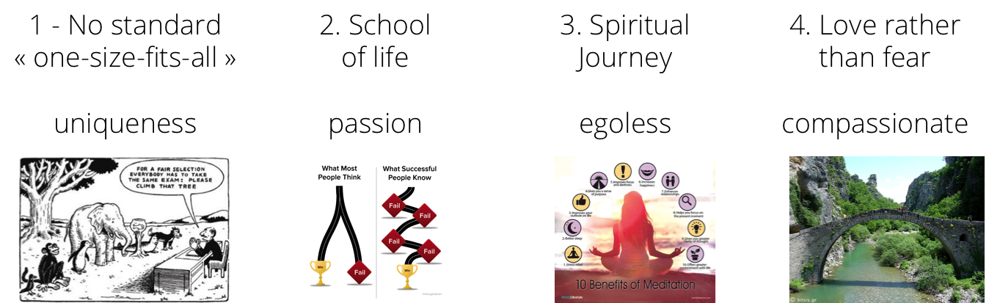 1 - No standard
« one-size-fits-all »
uniqueness
FOR A FAIR SELECTION
EVERYBODY HAS TO TAKE
THE SAME EXAM: PLEASE
CLIMB THAT TREE
2. School
of life
passion
What Most
People Think
Win
Fail
What Successful
People Know
Fail
Fail
Fail
Fail
Win
3. Spiritual
Journey
egoless
1.Stress relief
2.Better sleep
3.Improves your
outlook on life
4.Gives you a sense
of purpose
5.Improves focus
and alertness
6.Increases
happiness
7.Enhances
relationships
8.Helps you focus on
the present moment
9.Gives you greater
clarity of thought
10.Offers greater
contentment with life
10 Benefits of Meditation
4. Love rather
than fear
compassionate